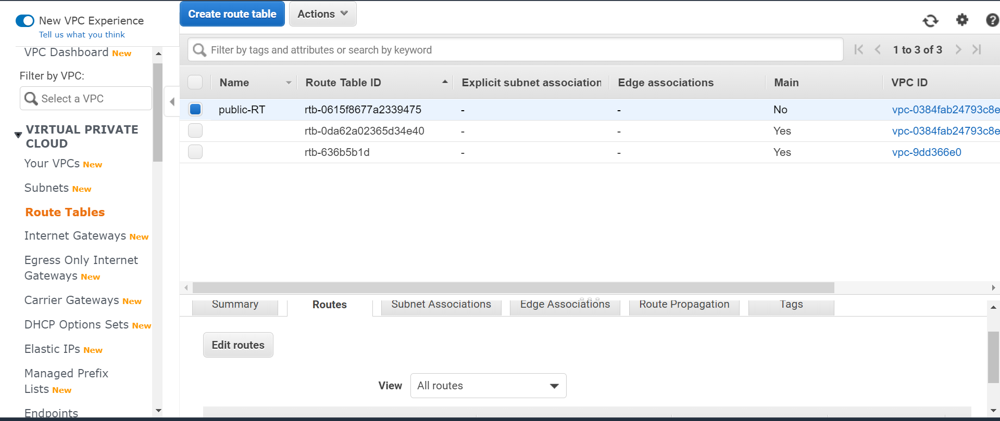 New VPC Experience
Tell us what you think
VPC Dashboard New
Filter by VPC:
Select a VPC
VIRTUAL PRIVATE
CLOUD
Your VPCs New
Subnets New
Route Tables
Internet Gateways New
Egress Only Internet
Gateways New
Carrier Gateways New
DHCP Options Sets New
Elastic IPs New
Managed Prefix
Lists New
Endpoints
Create route table Actions
Filter by tags and attributes or search by keyword 1 to 3 of 3
Name Route Table ID Explicit subnet association Edge associations Main VPC ID
public-RT rtb-0615f8677a2339475 - - No vpc-0384fab24793c8e
rtb-0da62a02365d34e40 - - Yes vpc-0384fab24793c8e
rtb-636b5b1d - - Yes vpc-9dd366e0
Summary Routes Subnet Associations Edge Associations Route Propagation Tags
Edit routes
View All routes